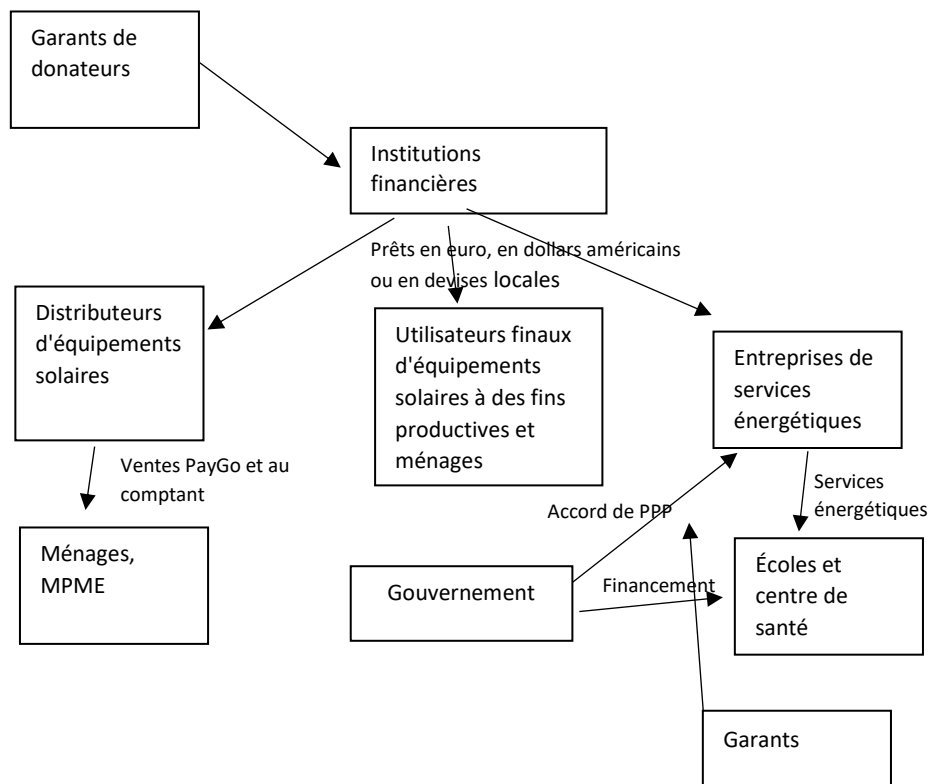 Garants de
donateurs
Institutions
financières
Prêts en euro, en dollars américains
ou en devises locales
Distributeurs
d'équipements
solaires
Utilisateurs finaux
d'équipements
solaires à des fins
productives et
ménages
Entreprises de
services
énergétiques
Ventes PayGo et au
comptant
Services
énergétiques
Accord de PPP
Ménages,
MPME
Gouvernement
Financement
Écoles et
centre de
santé
Garants